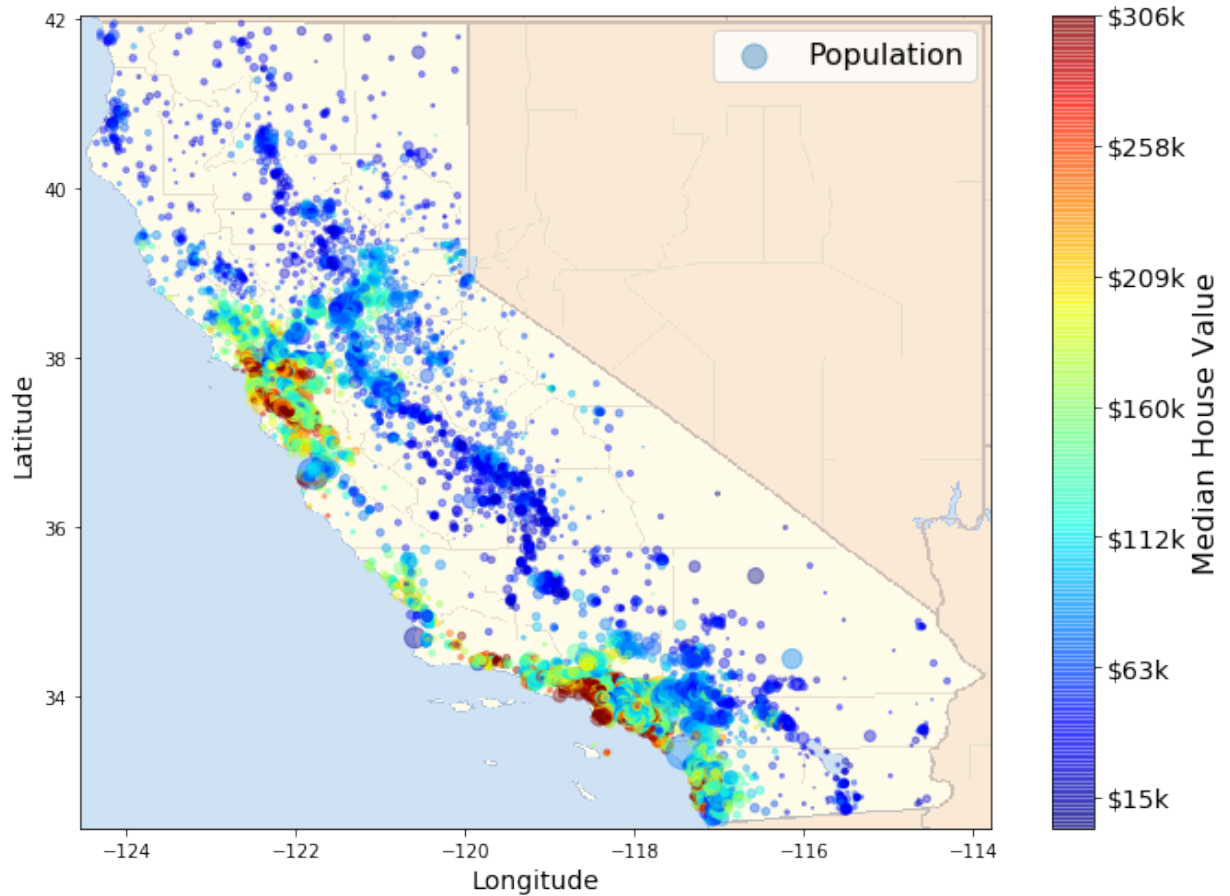 42
40
38
36
34
Latitude
−124
−122
−120
−118
−116
−114
Longitude
Population
$306k
$258k
$209k
$160k
$112k
$63k
$15k
Median House Value